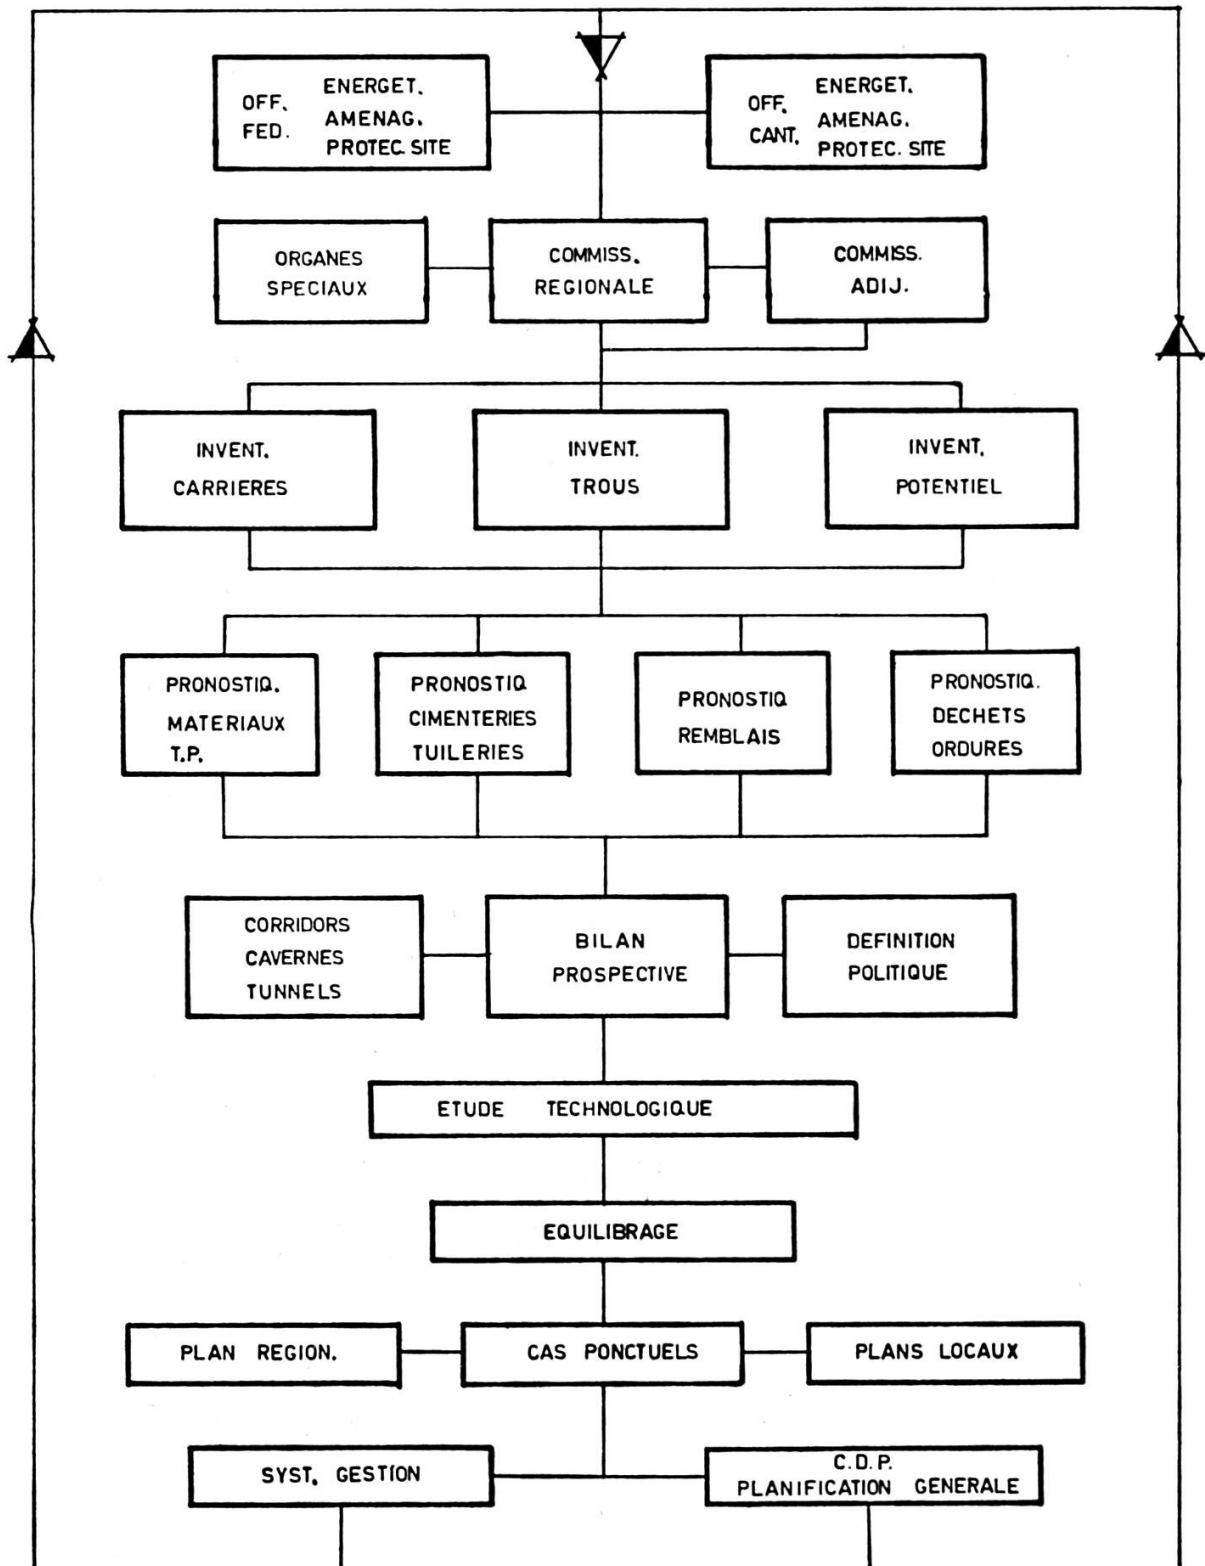 OFF.
FED.
ENERGET.
AMENAG.
PROTEC.SITE
OFF.
CANT.
ENERGET.
AMENAG.
PROTEC.SITE
ORGANES
SPECIAUX
COMMISS.
REGIONALE
COMMISS.
ADIJ.
INVENT.
CARRIERES
INVENT.
TROUS
INVENT.
POTENTIEL
PRONOSTIQ.
MATERIAUX
T.P.
PRONOSTIQ
CIMENTERIES
TUILERIES
PRONOSTIQ
REMBLAIS
PRONOSTIQ.
DECHETS
ORDURES
CORRIDORS
CAVERNES
TUNNELS
BILAN
PROSPECTIVE
DEFINITION
POLITIQUE
ETUDE TECHNOLOGIQUE
EQUILIBRAGE
PLAN REGION.
CAS PONCTUELS
PLANS LOCAUX
SYST. GESTION
C.D.P.
PLANIFICATION GENERALE